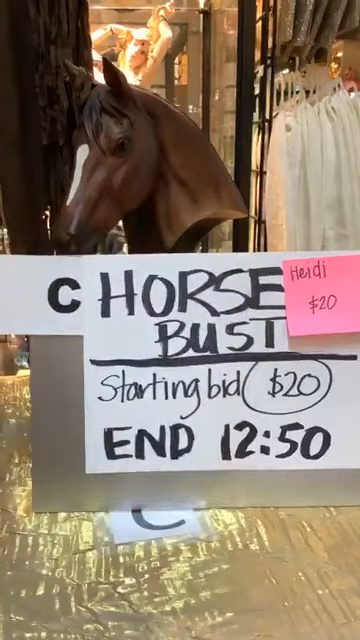 C HORSE
BUST
Starting bid $20
END 12:50
Heidi
$20
C